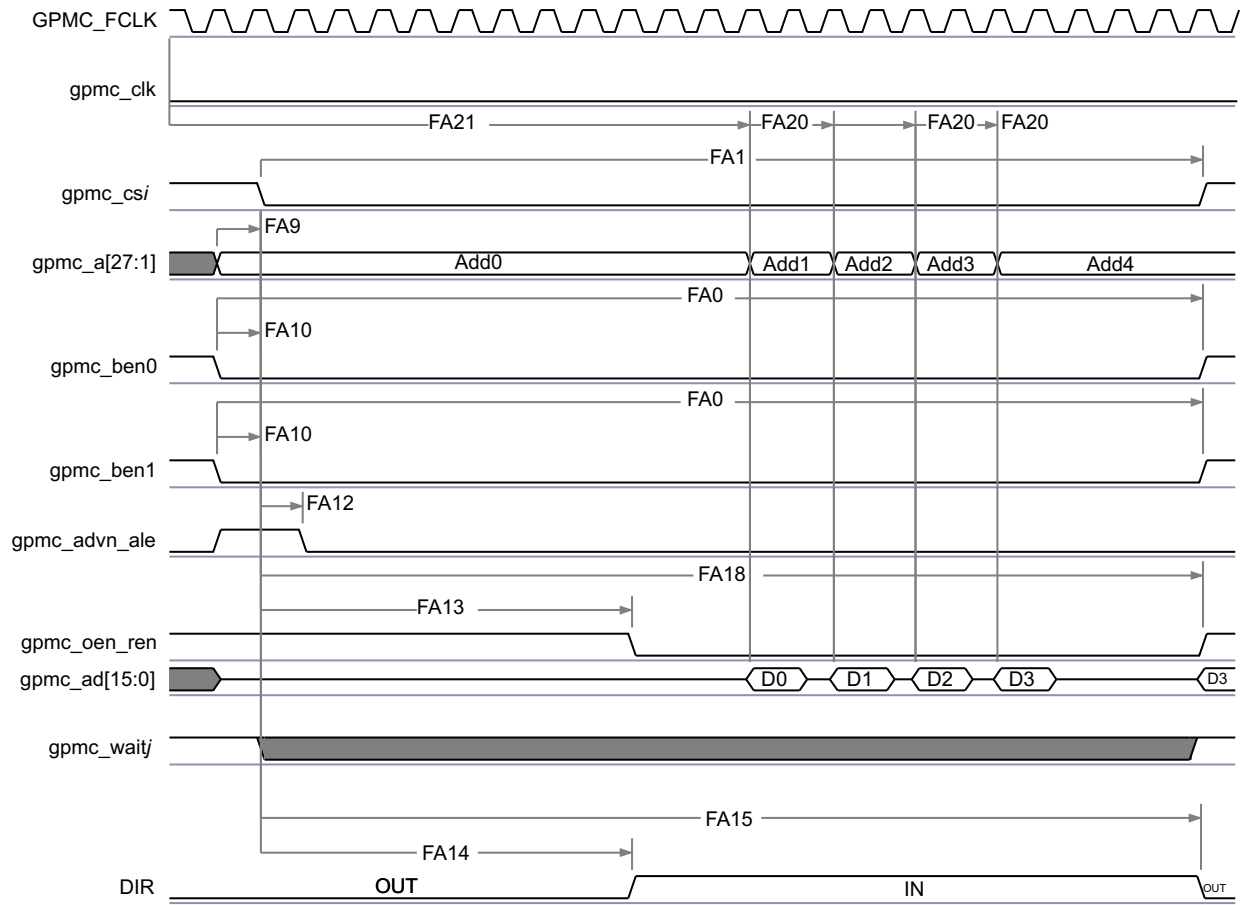 GPMC_FCLK
gpmc_clk
FA21 FA20 FA20 FA20
FA1
gpmc_csi
FA9
gpmc_a[27:1] Add0 Add1 Add2 Add3 Add4
FA0
FA10
gpmc_ben0
FA0
FA10
gpmc_ben1
FA12
gpmc_advn_ale
FA18
FA13
gpmc_oen_ren
gpmc_ad[15:0] D0 D1 D2 D3 D3
gpmc_waitj
FA15
FA14
DIR OUT IN OUT